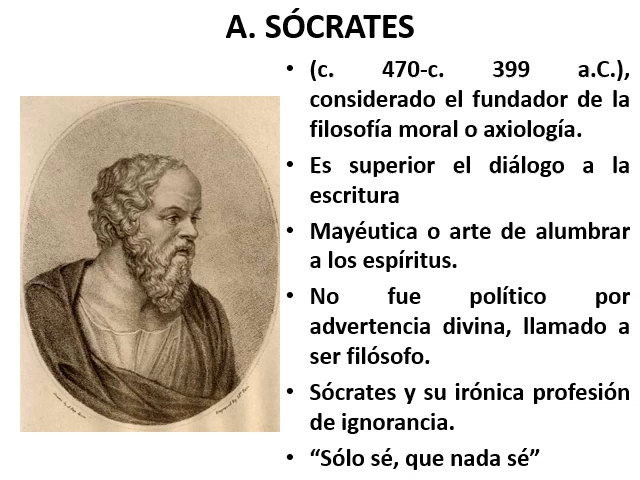 A. SÓCRATES
• (c. 470-c. 399 a.C.),
considerado el fundador de la
filosofía moral o axiología.
• Es superior el diálogo a la
escritura
• Mayéutica o arte de alumbrar
a los espíritus.
• No fue político por
advertencia divina, llamado a
ser filósofo.
• Sócrates y su irónica profesión
de ignorancia.
• “Sólo sé, que nada sé”